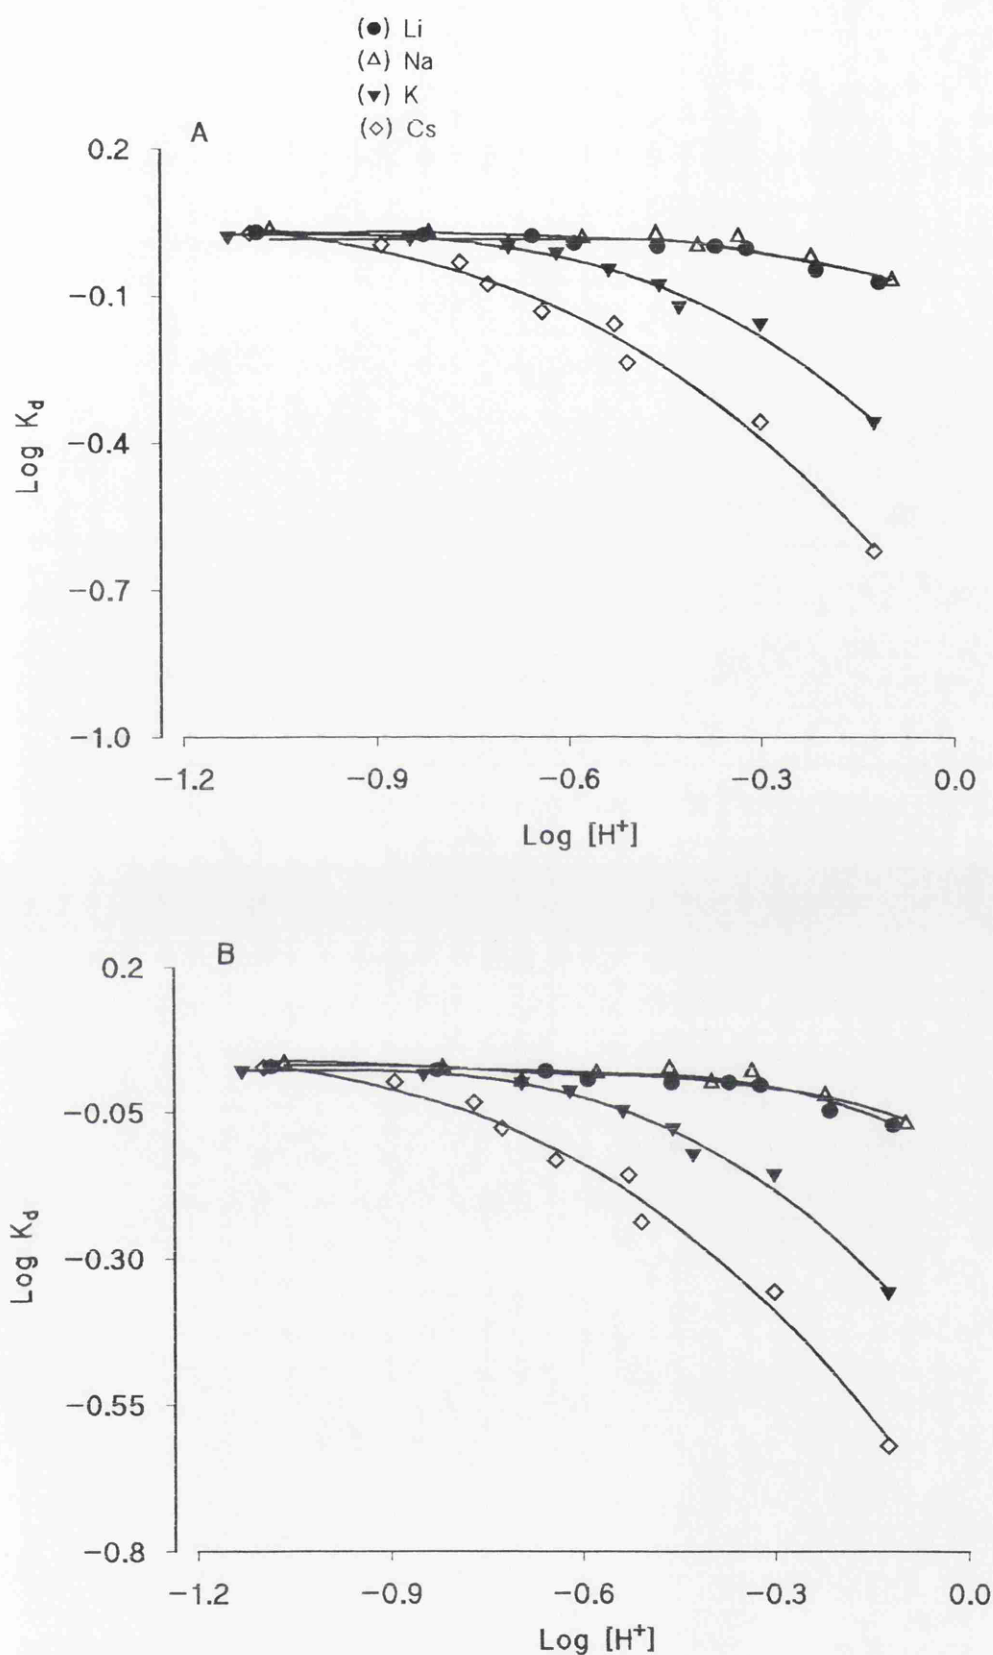 (●) Li
(△) Na
(▼) K
(◇) Cs
A
0.2
−0.1
−0.4
−0.7
−1.0
Log K_d
−1.2 −0.9 −0.6 −0.3 0.0
Log [H⁺]
B
0.2
−0.05
−0.30
−0.55
−0.8
Log K_d
−1.2 −0.9 −0.6 −0.3 0.0
Log [H⁺]